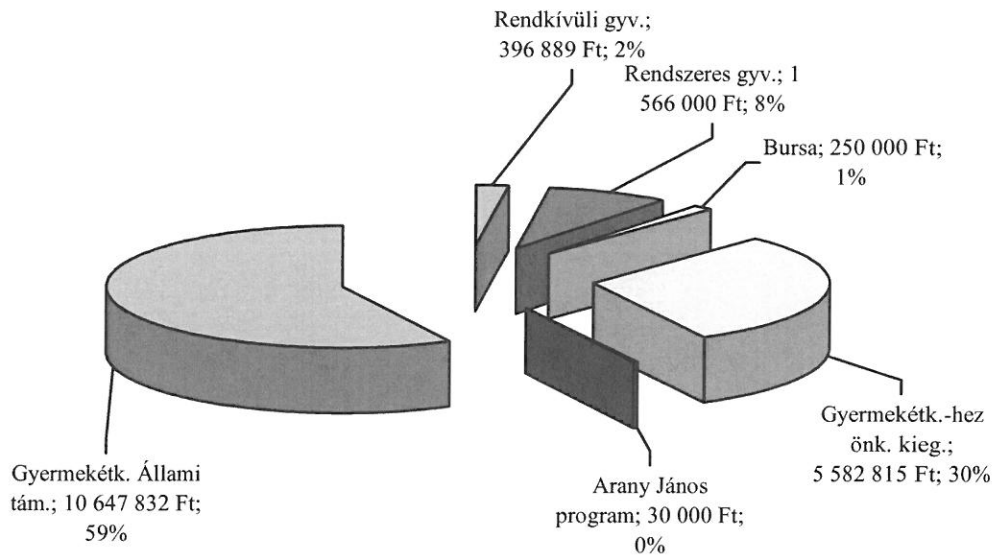 Rendkívüli gyv.;
396 889 Ft; 2%
Rendszeres gyv.; 1
566 000 Ft; 8%
Bursa; 250 000 Ft;
1%
Gyermekétk.-hez
önk. kieg.;
5 582 815 Ft; 30%
Arany János
program; 30 000 Ft;
0%
Gyermekétk. Állami
tám.; 10 647 832 Ft;
59%